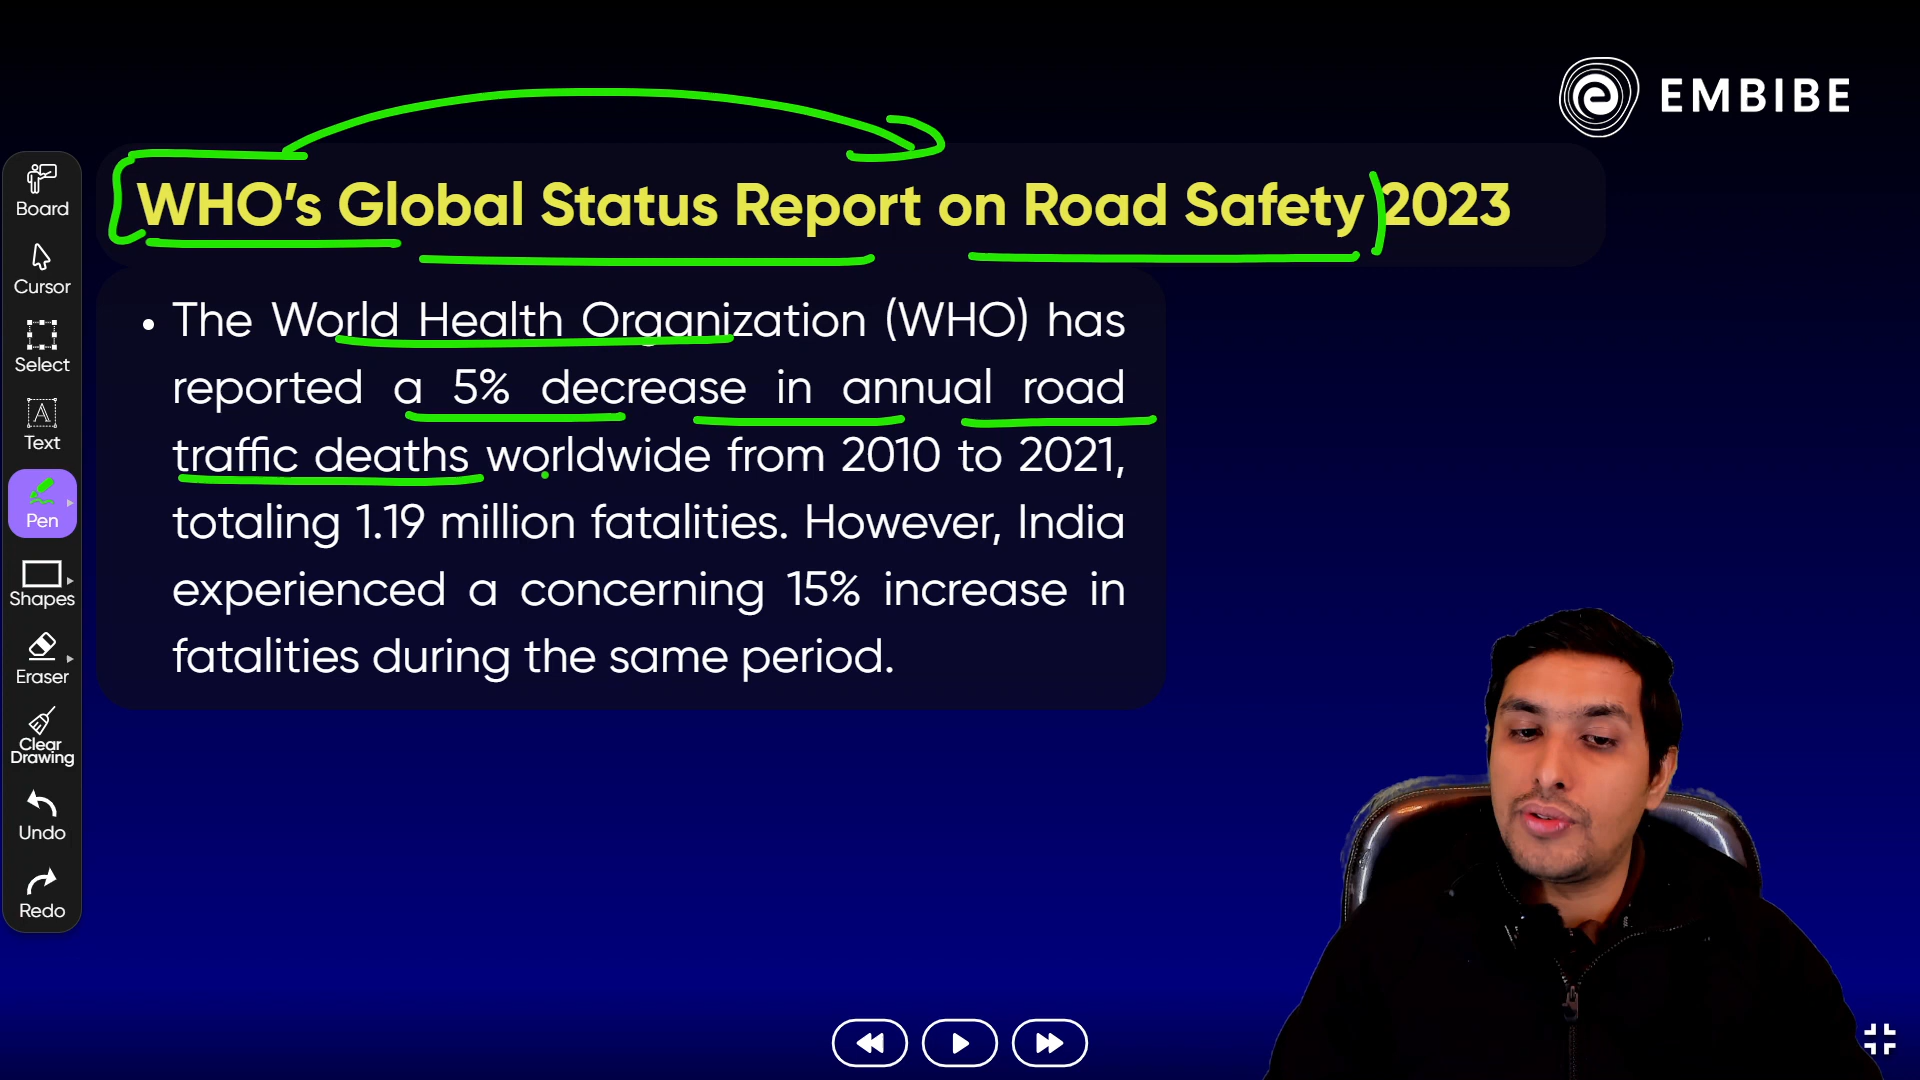 EMBIBE
WHO's Global Status Report on Road Safety 2023
Board
Cursor
Select
Text
Pen
Shapes
Eraser
Clear
Drawing
Undo
Redo
• The World Health Organization (WHO) has
reported a 5% decrease in annual road
traffic deaths worldwide from 2010 to 2021,
totaling 1.19 million fatalities. However, India
experienced a concerning 15% increase in
fatalities during the same period.